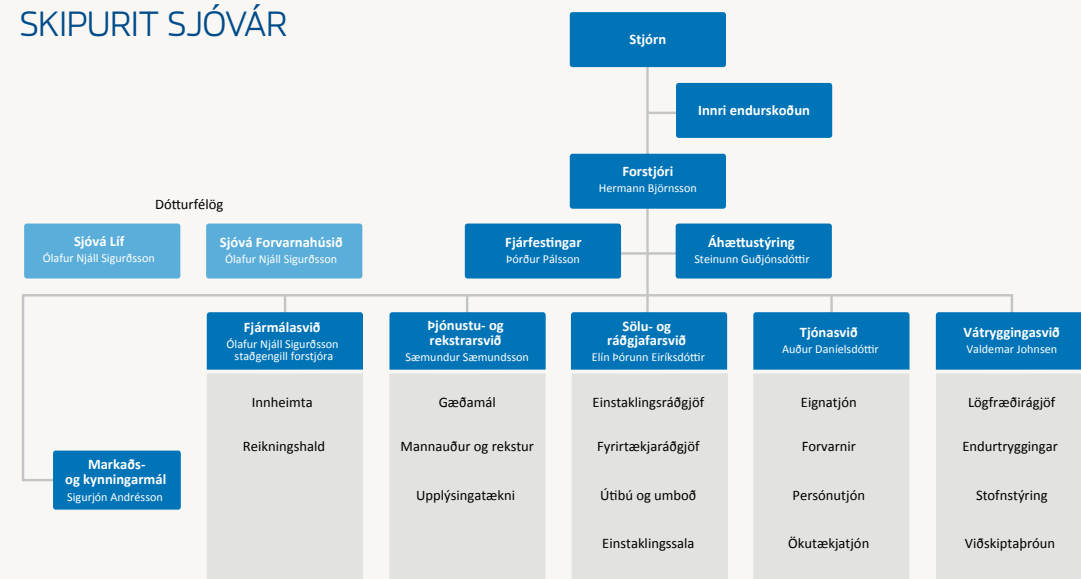 SKIPURIT SJÓVÁR
Stjórn
Innri endurskoðun
Forstjóri
Hermann Björnsson
Dótturfélög
Sjóvá Líf
Ólafur Njáll Sigurðsson
Sjóvá Forvarnahúsið
Ólafur Njáll Sigurðsson
Fjárfestingar
Þórður Pálsson
Áhættustýring
Steinunn Guðjónsdóttir
Fjármálasvið
Ólafur Njáll Sigurðsson
staðgengill forstjóra
Innheimta
Reikningshald
Þjónustu- og
rekstrarsvið
Sæmundur Sæmundsson
Gæðamál
Mannauður og rekstur
Upplýsingatækni
Sölu- og
ráðgjafarsvið
Elín Þórunn Eiríksdóttir
Einstaklingsráðgjöf
Fyrirtækjaráðgjöf
Útibú og umboð
Einstaklingssala
Tjónasvið
Auður Daníelsdóttir
Eignatjón
Forvarnir
Persónutjón
Ökutækjatjón
Vátryggingasvið
Valdemar Johnsen
Lögfræðirágjöf
Endurtryggingar
Stofnstýring
Viðskiptaþróun
Markaðs-
og kynningarmál
Sigurjón Andrésson